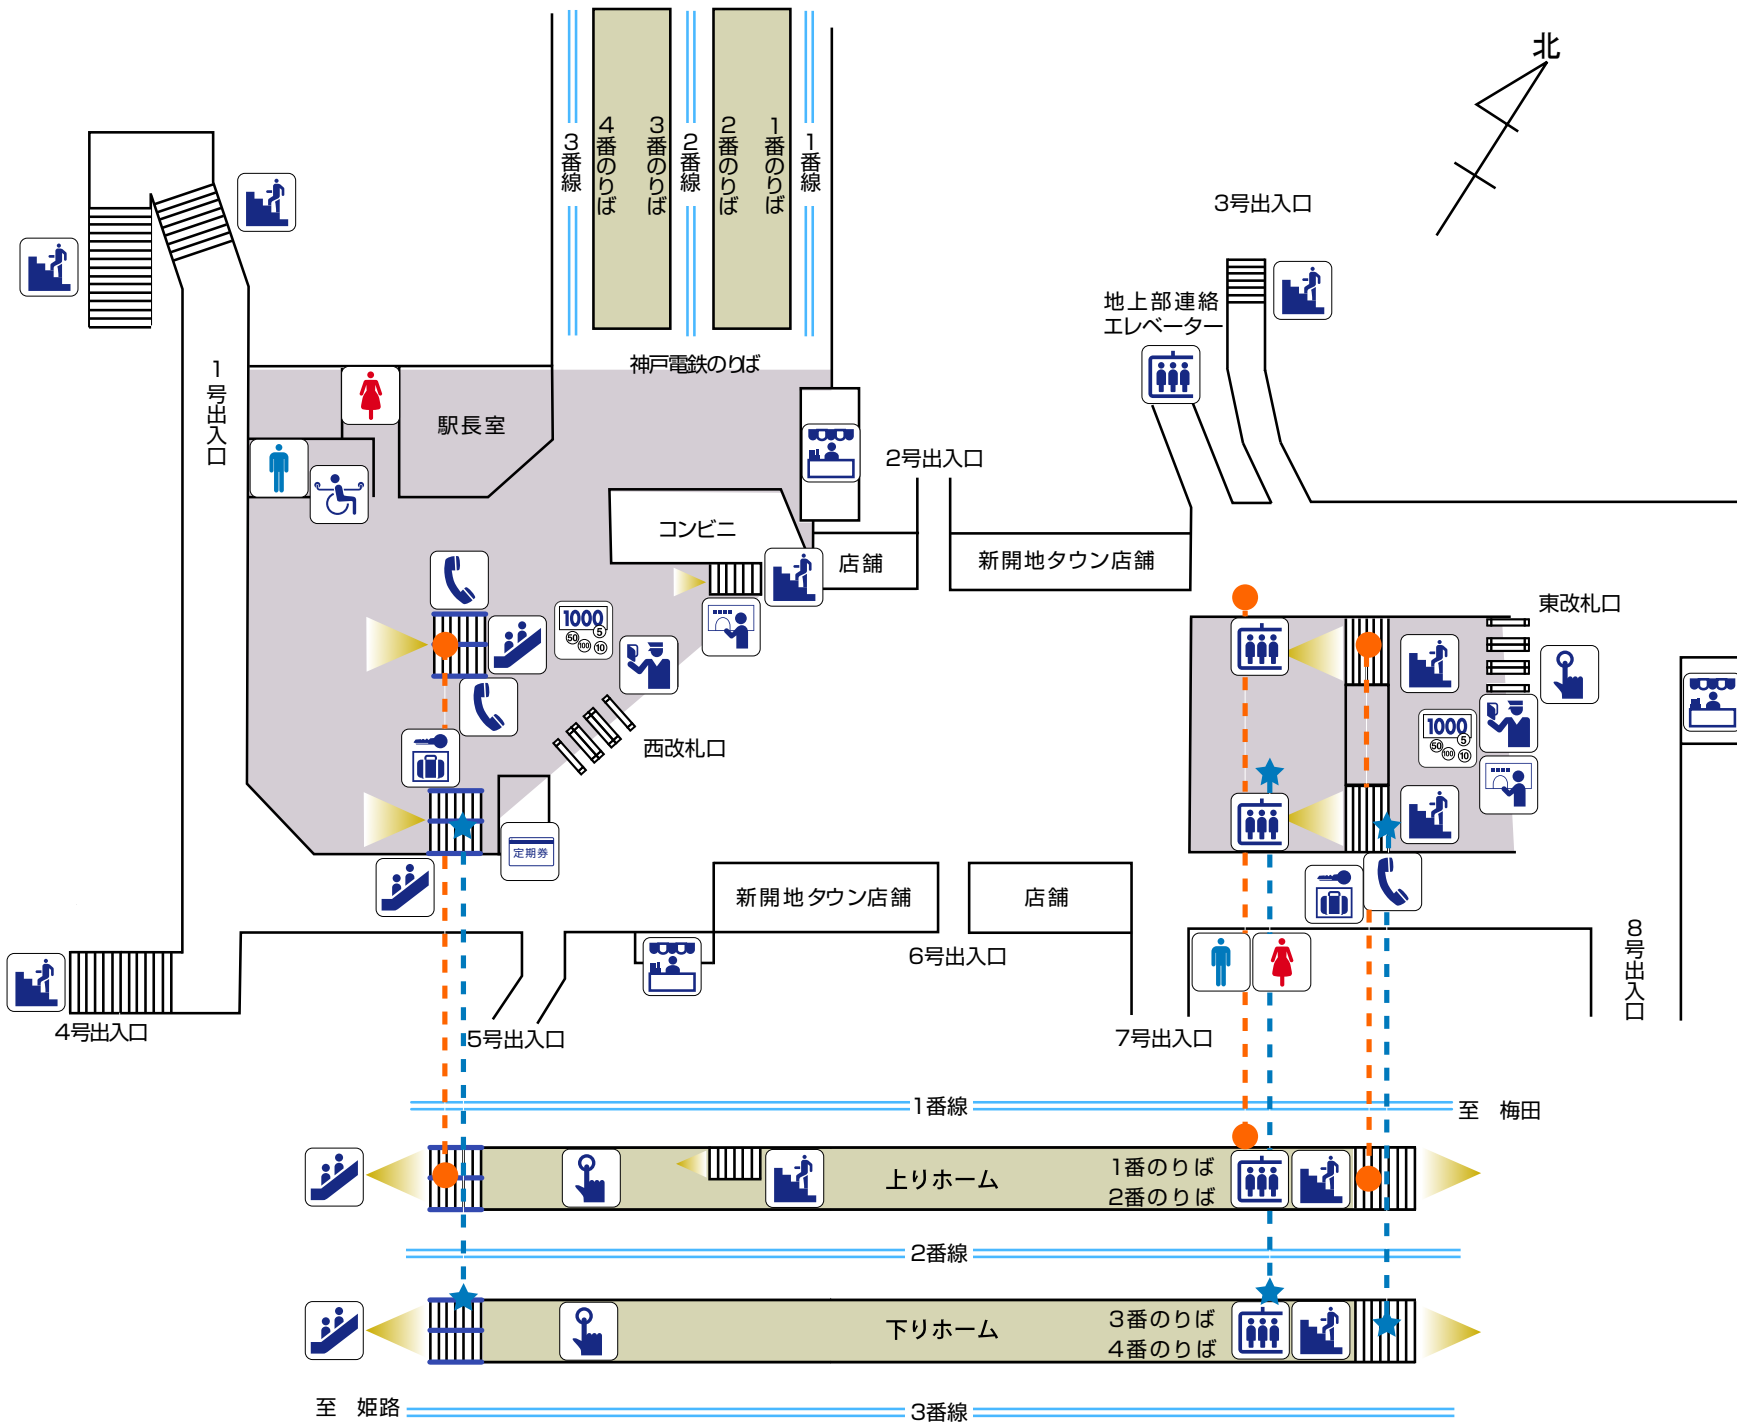 北
3番線
4番のりば
3番のりば
2番線
2番のりば
1番のりば
1番線
3号出入口
地上部連絡
エレベーター
神戸電鉄のりば
1号出入口
駅長室
2号出入口
コンビニ
店舗
新開地タウン店舗
東改札口
1000
50
100
5
10
西改札口
1000
50
100
5
10
定期券
新開地タウン店舗
店舗
6号出入口
8号出入口
4号出入口
5号出入口
7号出入口
1番線
至 梅田
上りホーム
1番のりば
2番のりば
2番線
下りホーム
3番のりば
4番のりば
至 姫路
3番線